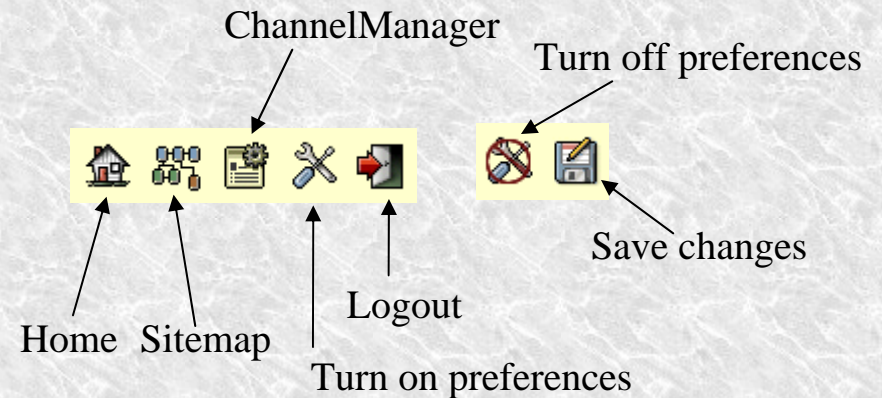 ChannelManager
Turn off preferences
Save changes
Logout
Home
Sitemap
Turn on preferences